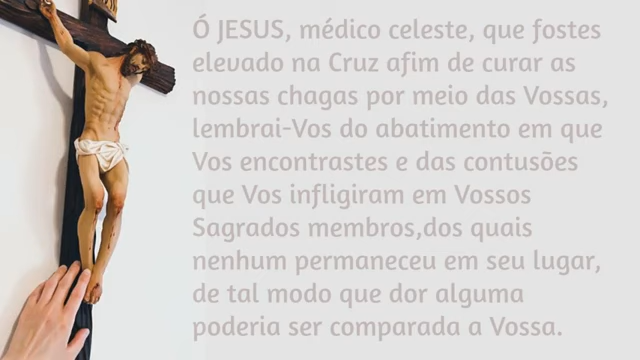 Ó JESUS, médico celeste, que fostes
elevado na Cruz afim de curar as
nossas chagas por meio das Vossas,
lembrai-Vos do abatimento em que
Vos encontrastes e das contusões
que Vos infligiram em Vossos
Sagrados membros,dos quais
nenhum permaneceu em seu lugar,
de tal modo que dor alguma
poderia ser comparada a Vossa.